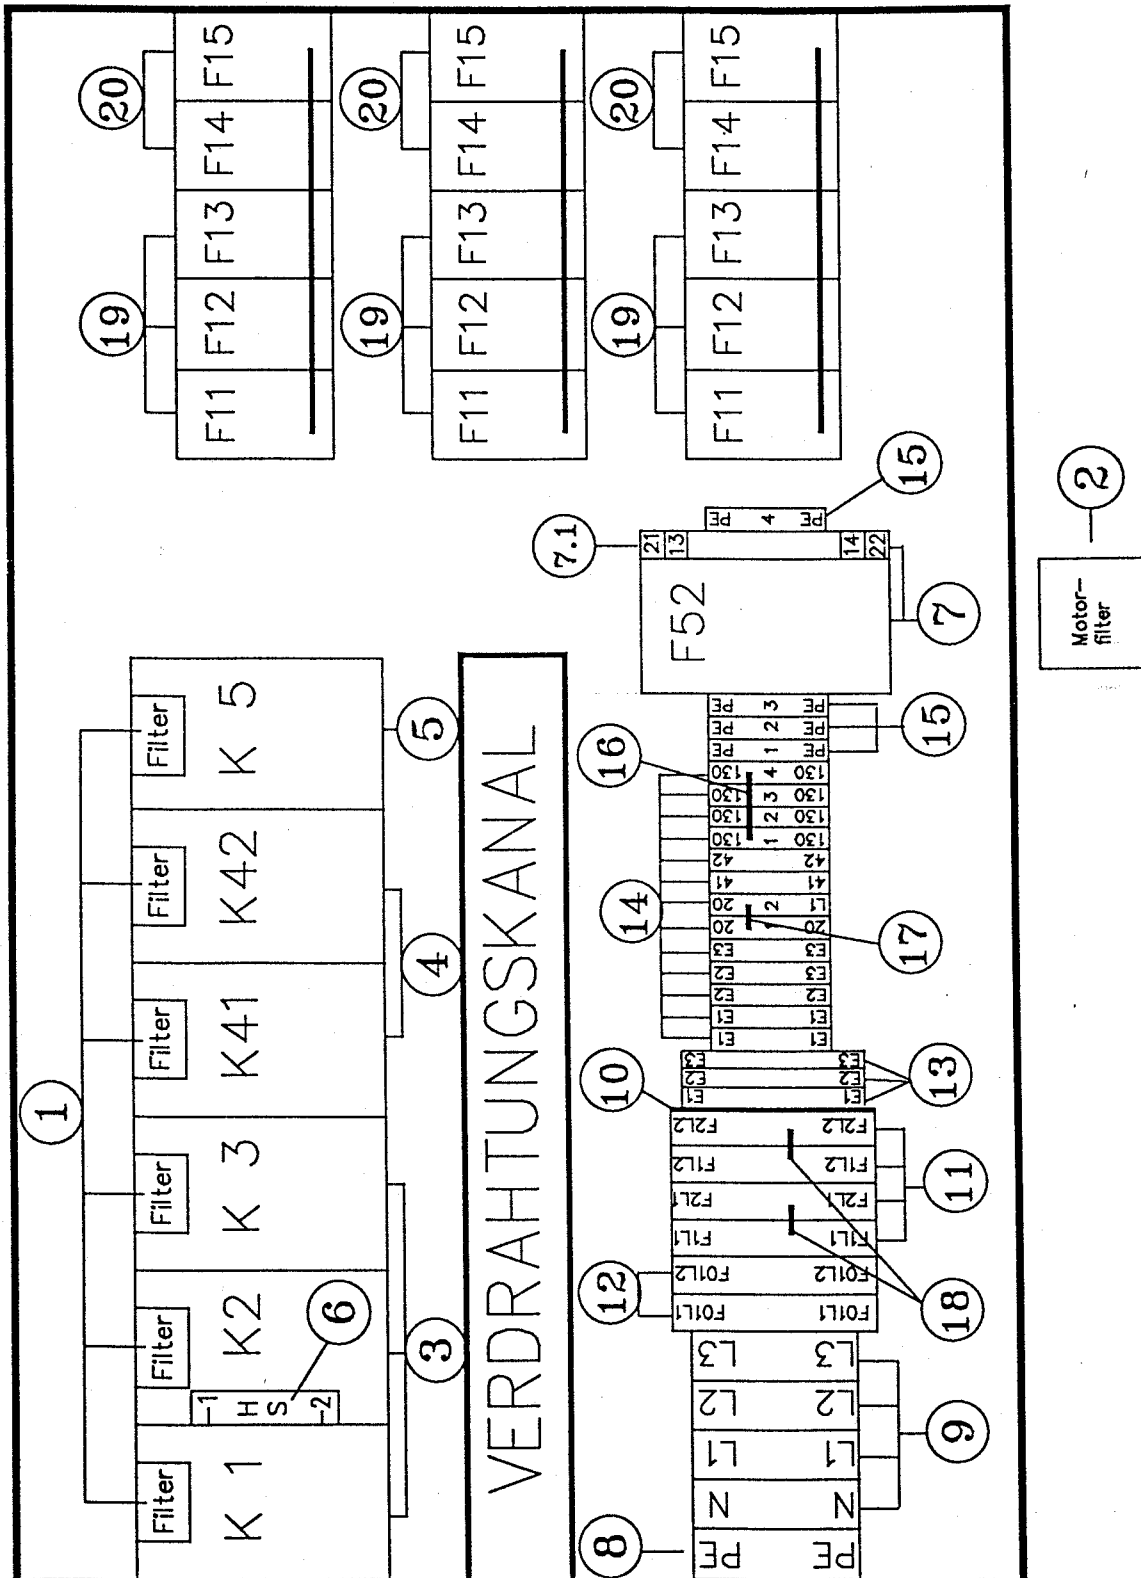 1
Filter
Filter
Filter
Filter
Filter
Filter
K 1
K2
K 3
K41
K42
K 5
-1
H S
-2
6
3
4
5
VERDRAHTUNGSKANAL
19
20
F11 F12 F13 F14 F15
19
20
F11 F12 F13 F14 F15
19
20
F11 F12 F13 F14 F15
8
12
10
14
16
7.1
PE N L1 L2 L3 F01L1 F01L2 F1L1 F2L1 F1L2 F2L2 E1 E2 E3 E1 E1 E2 E2 E3 20 20 41 42 130 130 130 130 PE PE PE
2 1 2 3 4 1 2 3
PE N L1 L2 L3 F01L1 F01L2 F1L1 F2L1 F1L2 F2L2 E1 E2 E3 E1 E1 E2 E3 E3 20 L1 41 42 130 130 130 130 PE PE PE
F52
21
13
14
22
PE 4 PE
15
9
18
11
13
17
15
7
Motor-
filter
2